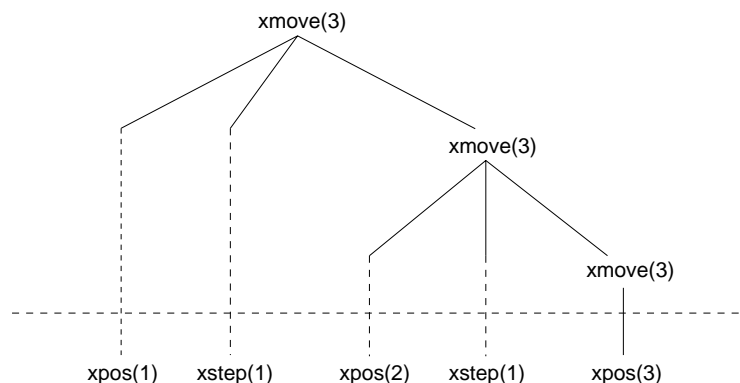 xmove(3)
xmove(3)
xmove(3)
xpos(1) xstep(1) xpos(2) xstep(1) xpos(3)